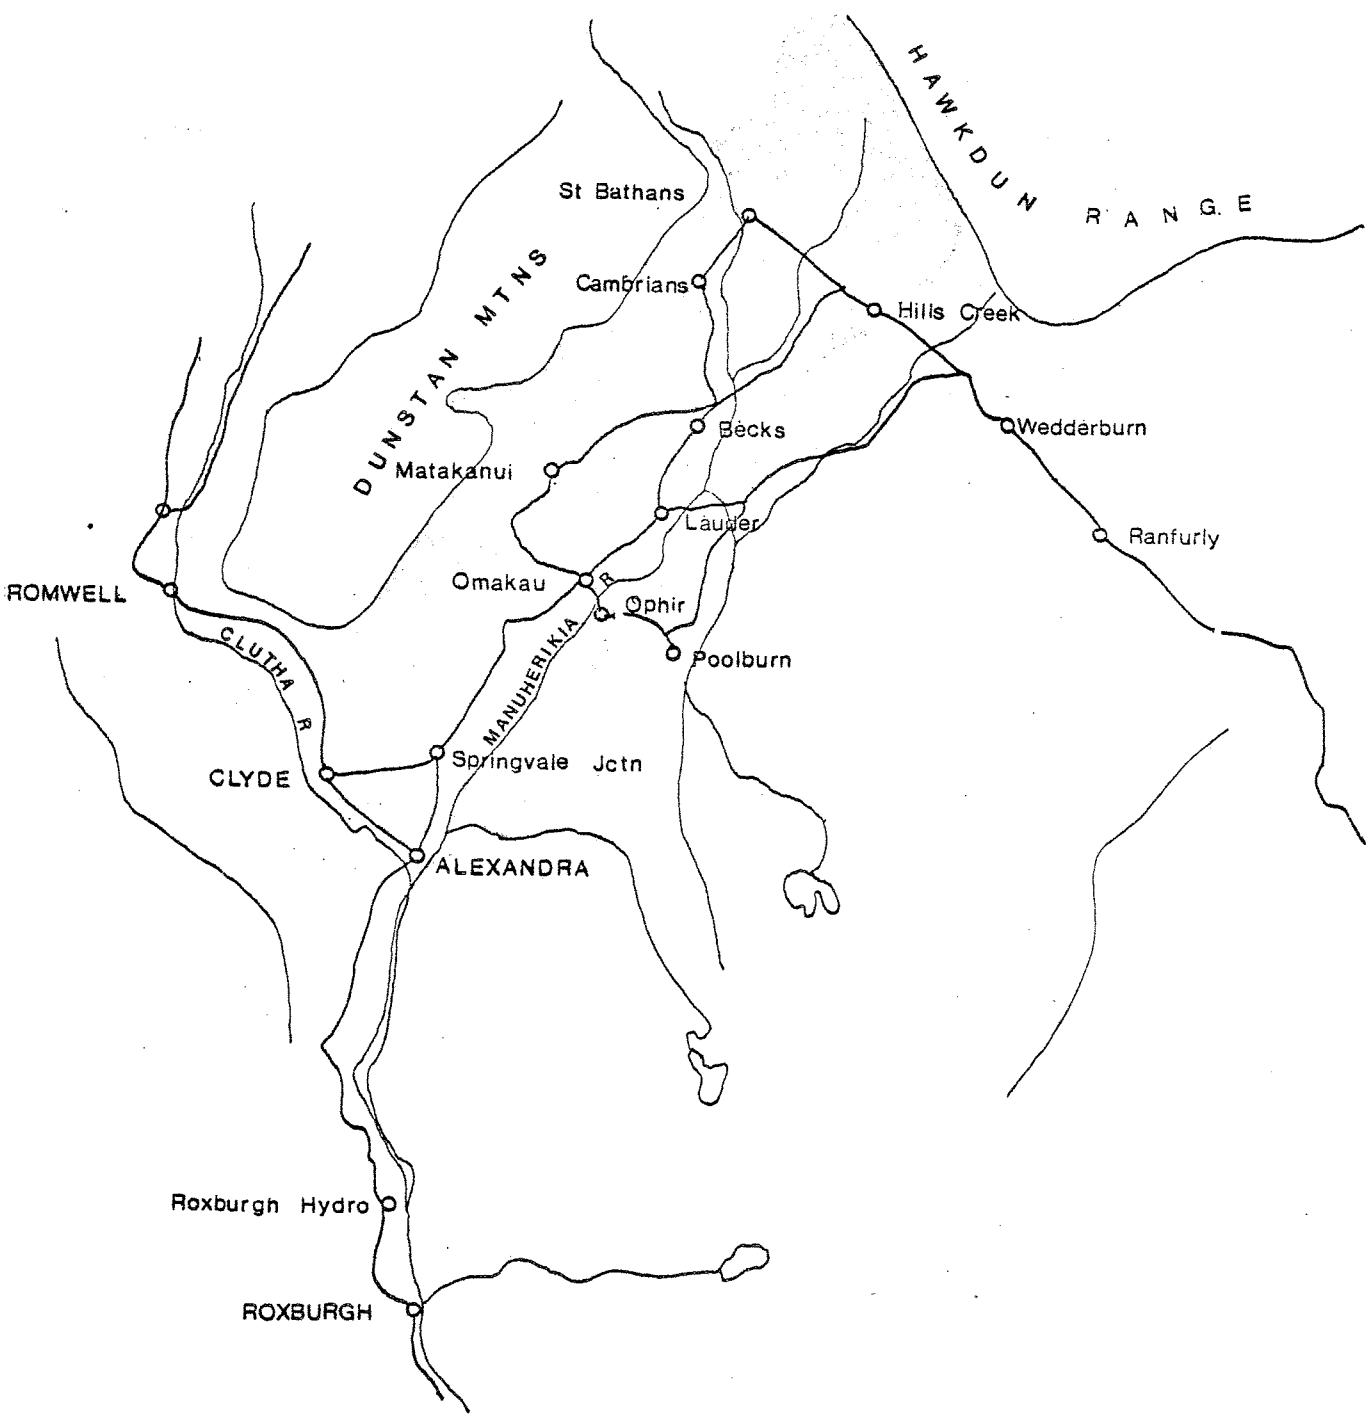 HAWKDUN RANGE
St Bathans
DUNSTAN MTNS
Cambrians
Hills Creek
Becks
Wedderburn
Matakanui
Lauder
Ranfurly
Omakau
ROMWELL
Ophir
MANUHERIKIA R
CLUTHA R
Poolburn
Springvale Jctn
CLYDE
ALEXANDRA
Roxburgh Hydro
ROXBURGH